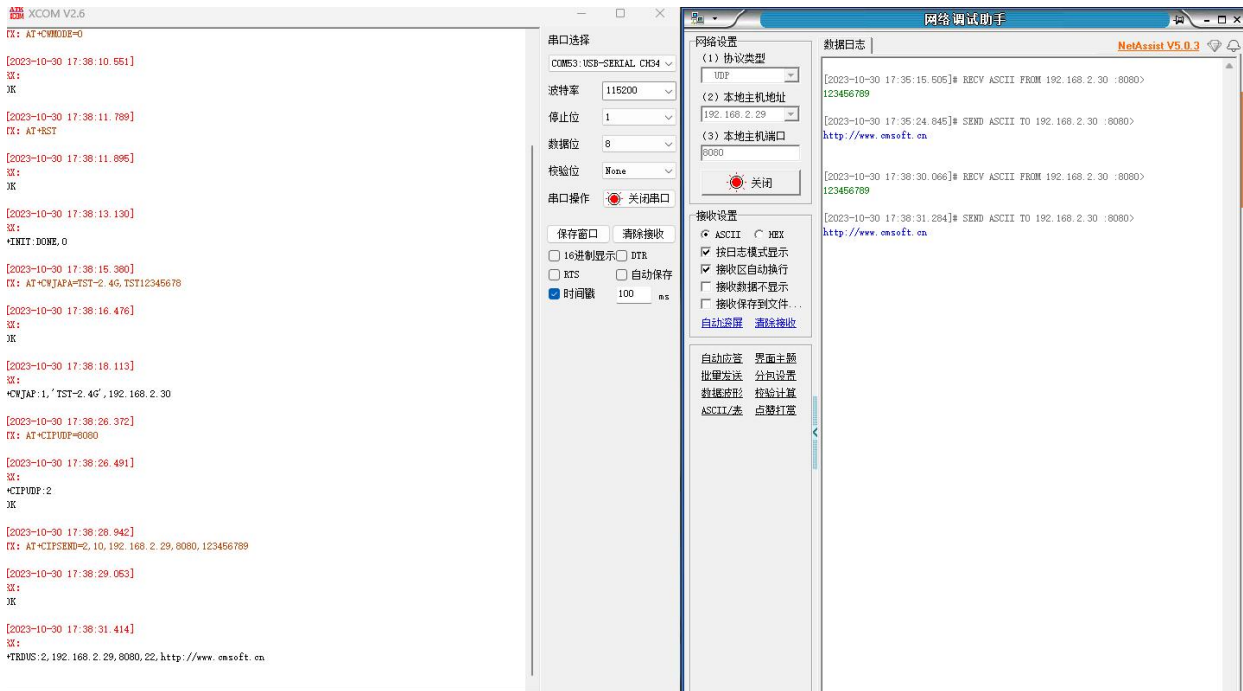 XCOM V2.6
TX: AT+CWMODE=0
[2023-10-30 17:38:10.551]
RX:
OK
[2023-10-30 17:38:11.789]
TX: AT+RST
[2023-10-30 17:38:11.895]
RX:
OK
[2023-10-30 17:38:13.130]
RX:
+INIT:DONE,0
[2023-10-30 17:38:15.380]
TX: AT+CWJAPA=TST-2.4G,TST12345678
[2023-10-30 17:38:16.476]
RX:
OK
[2023-10-30 17:38:18.113]
RX:
+CWJAP:1,'TST-2.4G',192.168.2.30
[2023-10-30 17:38:26.372]
TX: AT+CIPUDP=8080
[2023-10-30 17:38:26.491]
RX:
+CIPUDP:2
OK
[2023-10-30 17:38:28.942]
TX: AT+CIPSEND=2,10,192.168.2.29,8080,123456789
[2023-10-30 17:38:29.053]
RX:
OK
[2023-10-30 17:38:31.414]
RX:
+TRDUS:2,192.168.2.29,8080,22,http://www.cmsoft.cn
串口选择
COM53:USB-SERIAL CH34
波特率 115200
停止位 1
数据位 8
校验位 None
串口操作 关闭串口
保存窗口 清除接收
16进制显示 DTR
RTS 自动保存
时间戳 100 ms
网络调试助手
网络设置
(1) 协议类型
UDP
(2) 本地主机地址
192.168.2.29
(3) 本地主机端口
8080
关闭
接收设置
ASCII HEX
按日志模式显示
接收区自动换行
接收数据不显示
接收保存到文件...
自动滚屏 清除接收
自动应答 界面主题
批量发送 分包设置
数据波形 校验计算
ASCII/表 点赞打赏
数据日志
NetAssist V5.0.3
[2023-10-30 17:35:15.505]# RECV ASCII FROM 192.168.2.30 :8080>
123456789
[2023-10-30 17:35:24.845]# SEND ASCII TO 192.168.2.30 :8080>
http://www.cmsoft.cn
[2023-10-30 17:38:30.066]# RECV ASCII FROM 192.168.2.30 :8080>
123456789
[2023-10-30 17:38:31.284]# SEND ASCII TO 192.168.2.30 :8080>
http://www.cmsoft.cn